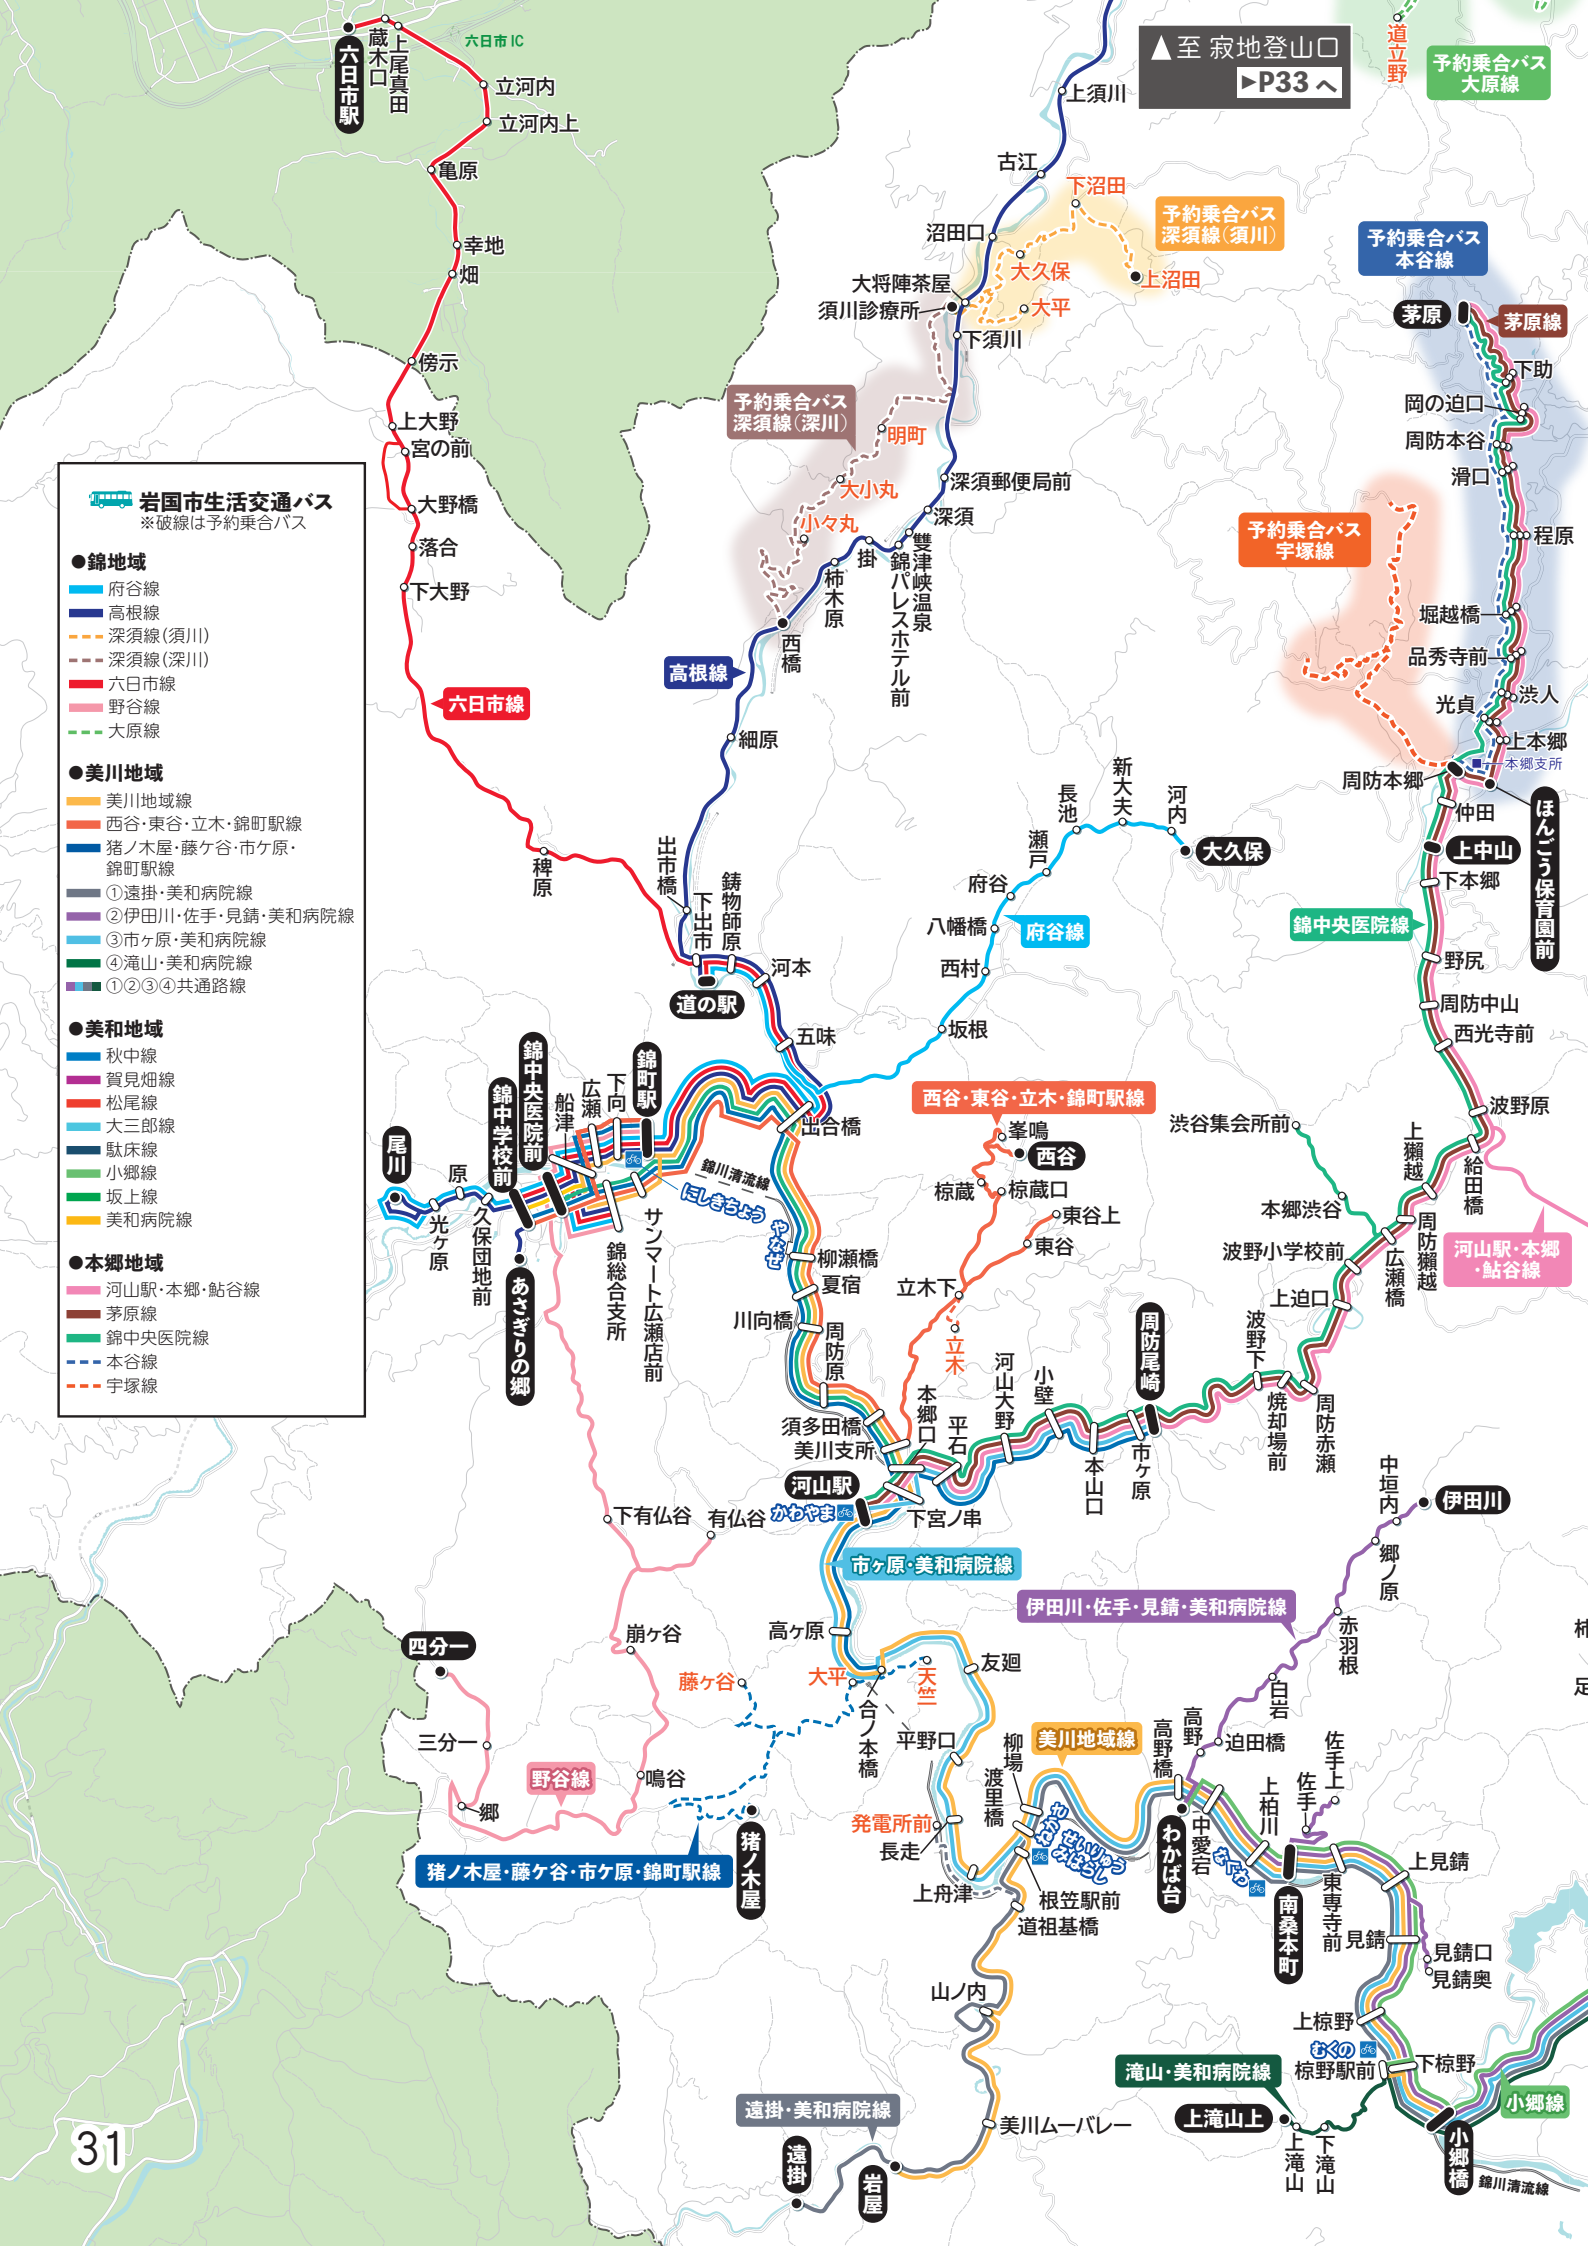 六日市駅
蔵木口
上尾真田
六日市IC
立河内
立河内上
亀原
幸地
畑
傍示
上大野
宮の前
大野橋
落合
下大野
六日市線
稗原
▲至 寂地登山口
▶P33へ
道立野
予約乗合バス
大原線
上須川
古江
下沼田
沼田口
予約乗合バス
深須線(須川)
大久保
上沼田
大将陣茶屋
須川診療所
大平
下須川
予約乗合バス
深須線(深川)
明町
大小丸
小々丸
深須郵便局前
深須
雙津峡温泉
錦パレスホテル前
掛
柿木原
西橋
高根線
細原
出市橋
下出市
鋳物師原
河本
道の駅
五味
予約乗合バス
本谷線
茅原
茅原線
下助
岡の迫口
周防本谷
滑口
程原
予約乗合バス
宇塚線
堀越橋
品秀寺前
光貞
渋人
上本郷
本郷支所
周防本郷
ほんごう保育園前
仲田
上中山
下本郷
錦中央医院線
野尻
周防中山
西光寺前
波野原
新大夫
長池
河内
瀬戸
大久保
府谷
八幡橋
府谷線
西村
坂根
岩国市生活交通バス
※破線は予約乗合バス
●錦地域
府谷線
高根線
深須線(須川)
深須線(深川)
六日市線
野谷線
大原線
●美川地域
美川地域線
西谷・東谷・立木・錦町駅線
猪ノ木屋・藤ケ谷・市ケ原・
錦町駅線
①遠掛・美和病院線
②伊田川・佐手・見錆・美和病院線
③市ヶ原・美和病院線
④滝山・美和病院線
①②③④共通路線
●美和地域
秋中線
賀見畑線
松尾線
大三郎線
駄床線
小郷線
坂上線
美和病院線
●本郷地域
河山駅・本郷・鮎谷線
茅原線
錦中央医院線
本谷線
宇塚線
尾川
光ヶ原
原
久保団地前
錦中学校前
錦中央医院前
船津
広瀬
下向
錦町駅
あさぎりの郷
錦総合支所
サンマート広瀬店前
出合橋
錦川清流線
にしきちょう
やなぜ
柳瀬橋
夏宿
川向橋
周防原
須多田橋
美川支所
西谷・東谷・立木・錦町駅線
峯鳴
西谷
椋蔵
椋蔵口
東谷上
東谷
立木下
立木
本郷口
平石
河山大野
小壁
周防尾崎
本山口
市ヶ原
渋谷集会所前
本郷渋谷
上獺越
給田橋
周防獺越
広瀬橋
波野小学校前
上迫口
河山駅・本郷
・鮎谷線
波野下
焼却場前
周防赤瀬
河山駅
かわやま
下宮ノ串
市ヶ原・美和病院線
中垣内
伊田川
郷ノ原
伊田川・佐手・見錆・美和病院線
赤羽根
白岩
下有仏谷
有仏谷
崩ヶ谷
四分一
三分一
郷
野谷線
鳴谷
高ヶ原
藤ヶ谷
大平
天竺
合ノ本橋
友廻
平野口
猪ノ木屋・藤ケ谷・市ケ原・錦町駅線
猪ノ木屋
発電所前
長走
上舟津
渡里橋
柳場
美川地域線
ねかさ
せいりゅう
みはらし
根笠駅前
道祖基橋
高野橋
高野
迫田橋
わかば台
中愛岩
上柏川
佐手
佐手上
なぐわ
南桑本町
東専寺前
上見錆
見錆
見錆口
見錆奥
山ノ内
上椋野
むくの
椋野駅前
下椋野
滝山・美和病院線
上滝山上
上滝山
下滝山
小郷線
小郷橋
錦川清流線
遠掛・美和病院線
遠掛
岩屋
美川ムーバレー
31